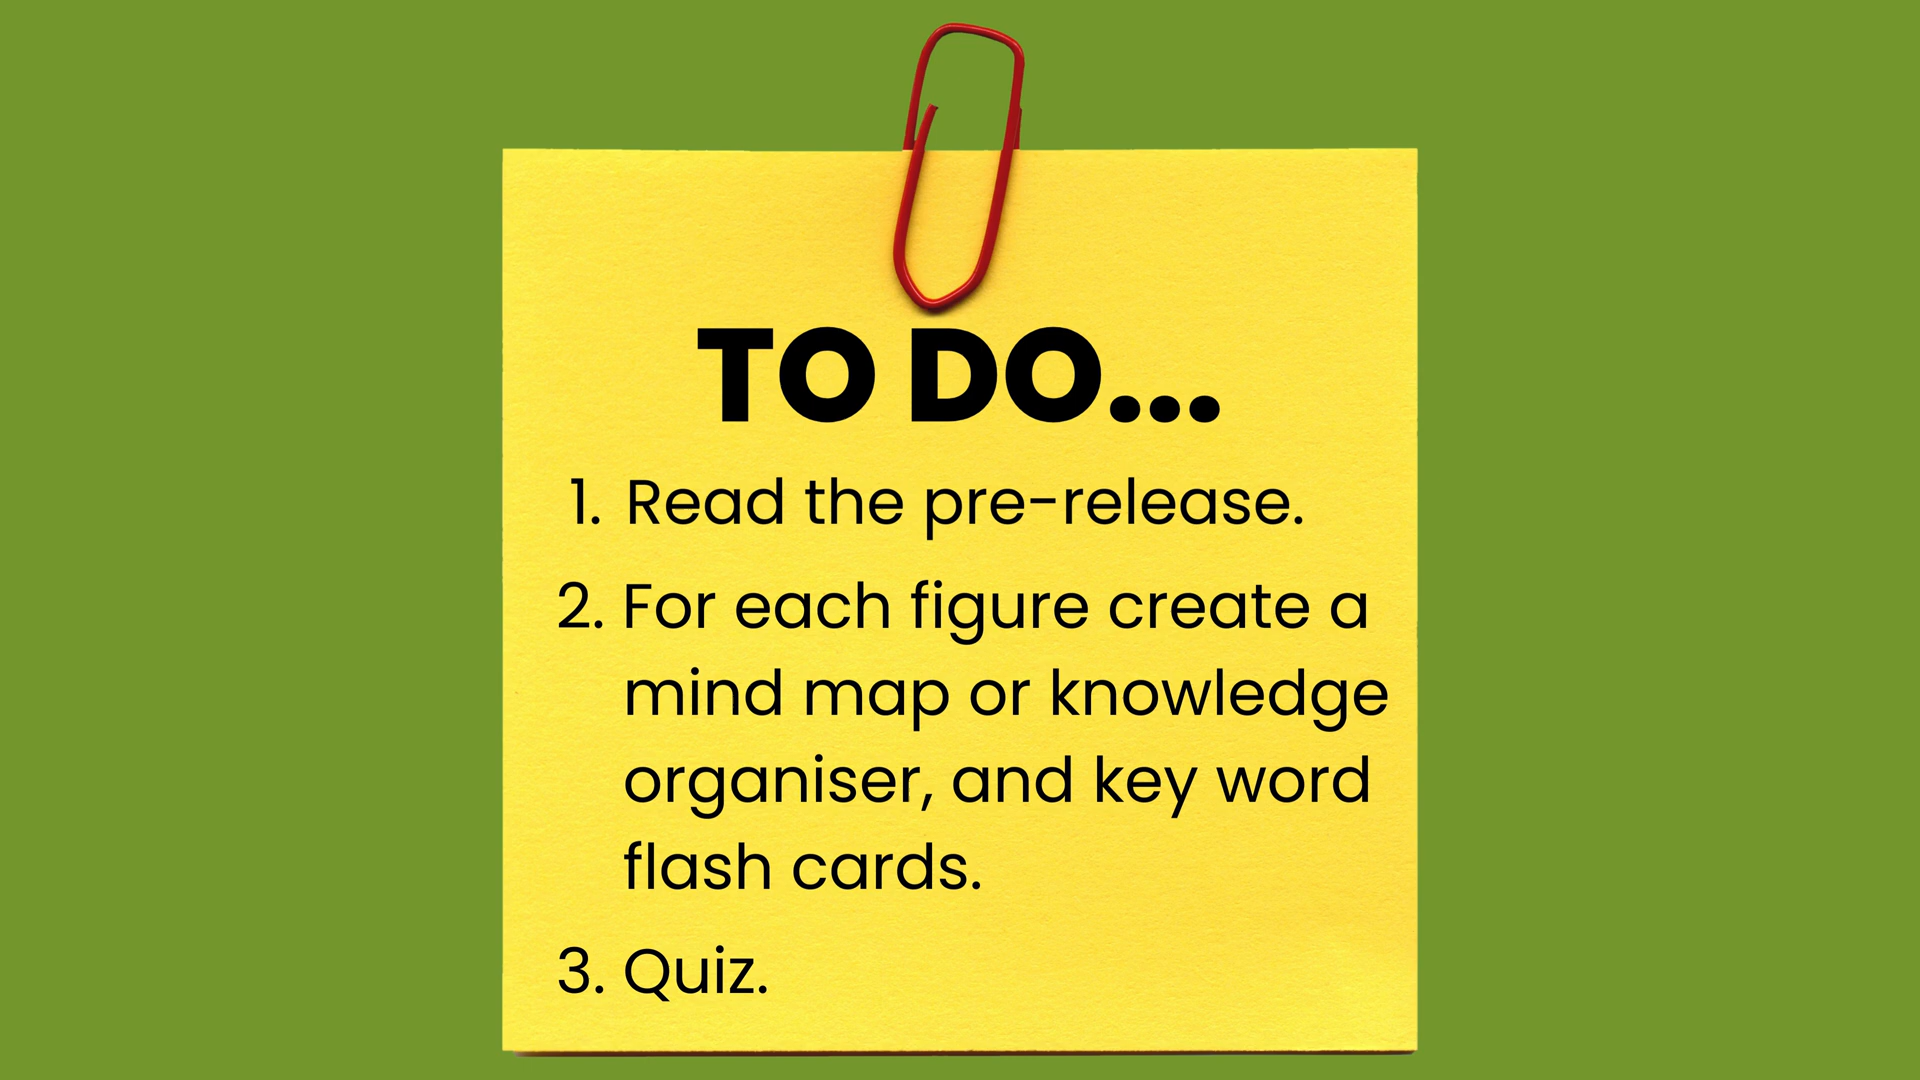 TO DO...
1. Read the pre-release.
2. For each figure create a
mind map or knowledge
organiser, and key word
flash cards.
3. Quiz.